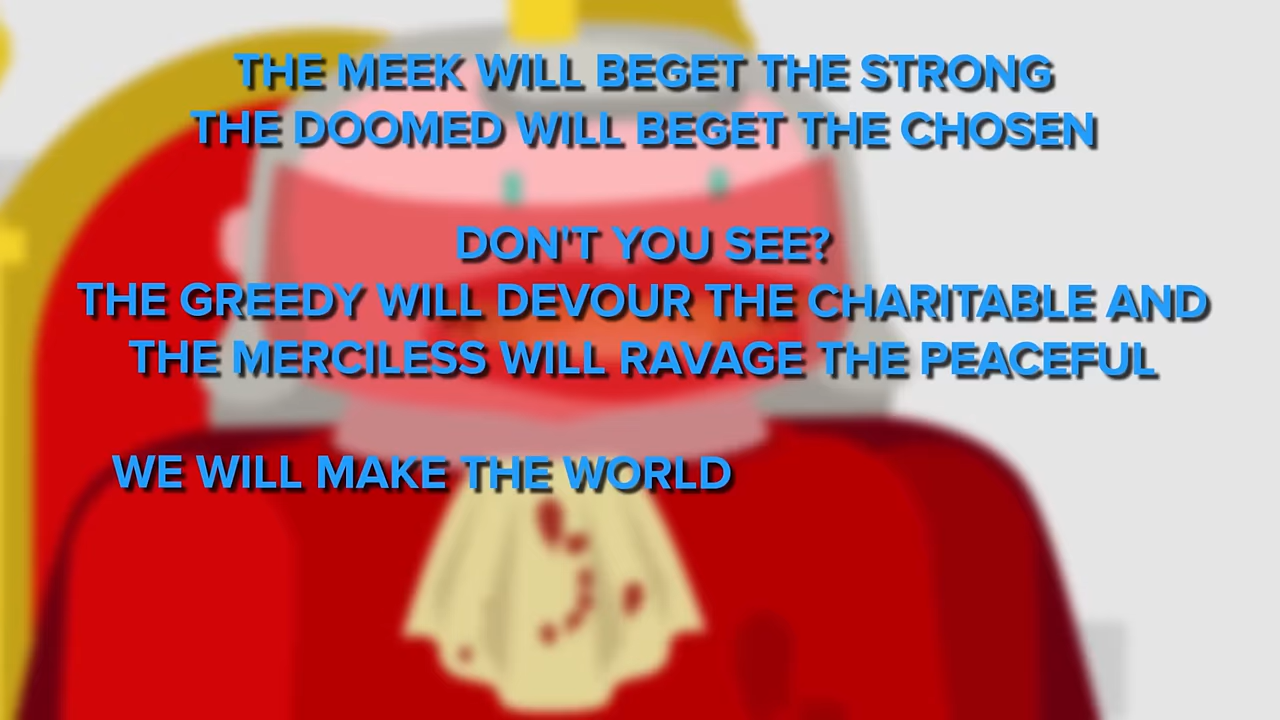 THE MEEK WILL BEGET THE STRONG
THE DOOMED WILL BEGET THE CHOSEN
DON'T YOU SEE?
THE GREEDY WILL DEVOUR THE CHARITABLE AND
THE MERCILESS WILL RAVAGE THE PEACEFUL
WE WILL MAKE THE WORLD